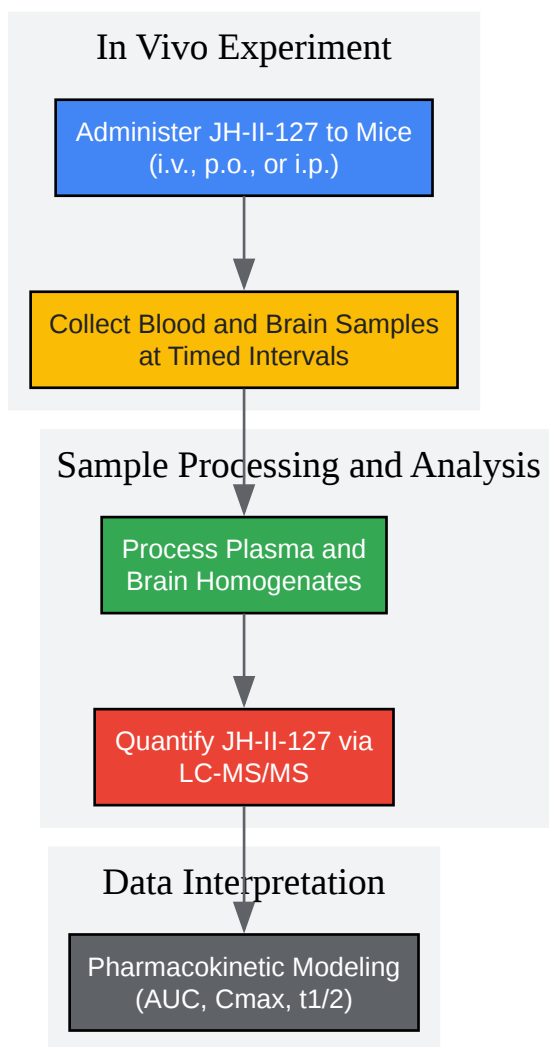 In Vivo Experiment
Administer JH-II-127 to Mice
(i.v., p.o., or i.p.)
Collect Blood and Brain Samples
at Timed Intervals
Sample Processing and Analysis
Process Plasma and
Brain Homogenates
Quantify JH-II-127 via
LC-MS/MS
Data Interpretation
Pharmacokinetic Modeling
(AUC, Cmax, t1/2)